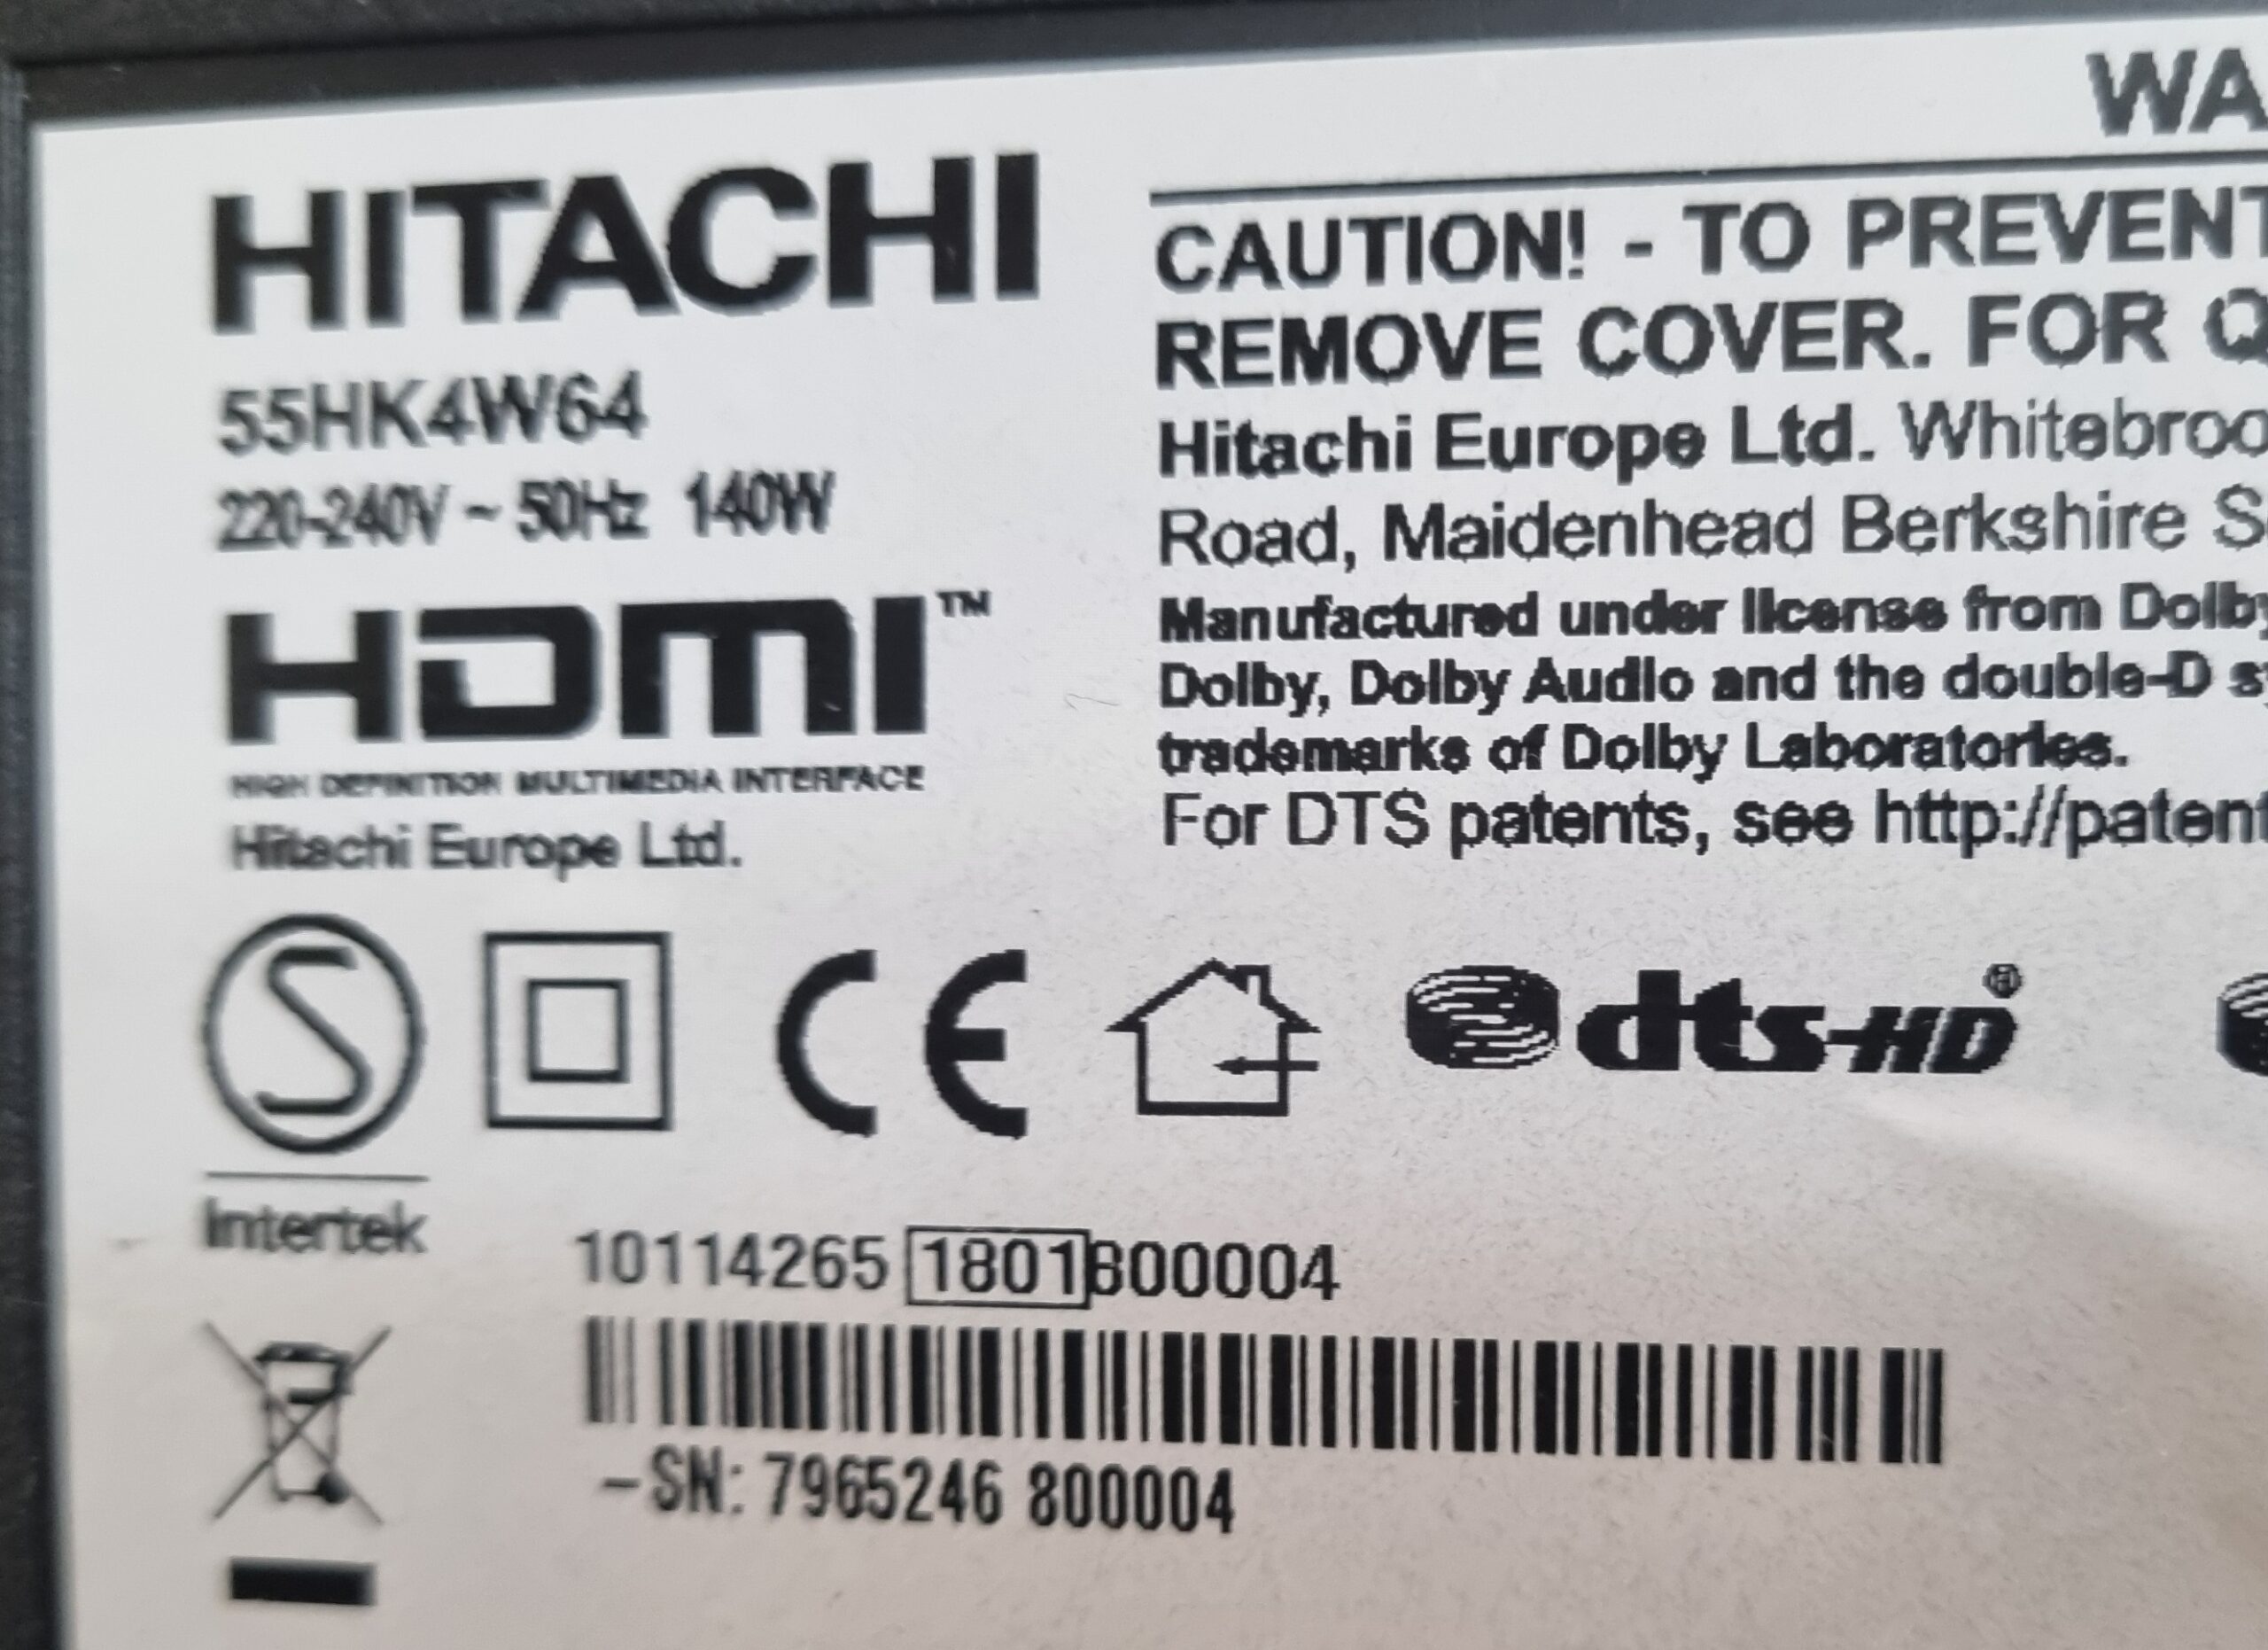 HITACHI
55HK4W64
220-240V ~ 50Hz 140W
HDMI™
HIGH DEFINITION MULTIMEDIA INTERFACE
Hitachi Europe Ltd.
WA
CAUTION! - TO PREVENT
REMOVE COVER. FOR Q
Hitachi Europe Ltd. Whitebroo
Road, Maidenhead Berkshire S
Manufactured under license from Dolby
Dolby, Dolby Audio and the double-D s
trademarks of Dolby Laboratories.
For DTS patents, see http://patent
S
Intertek
CE
dts-HD®
10114265 1801800004
-SN: 7965246 800004